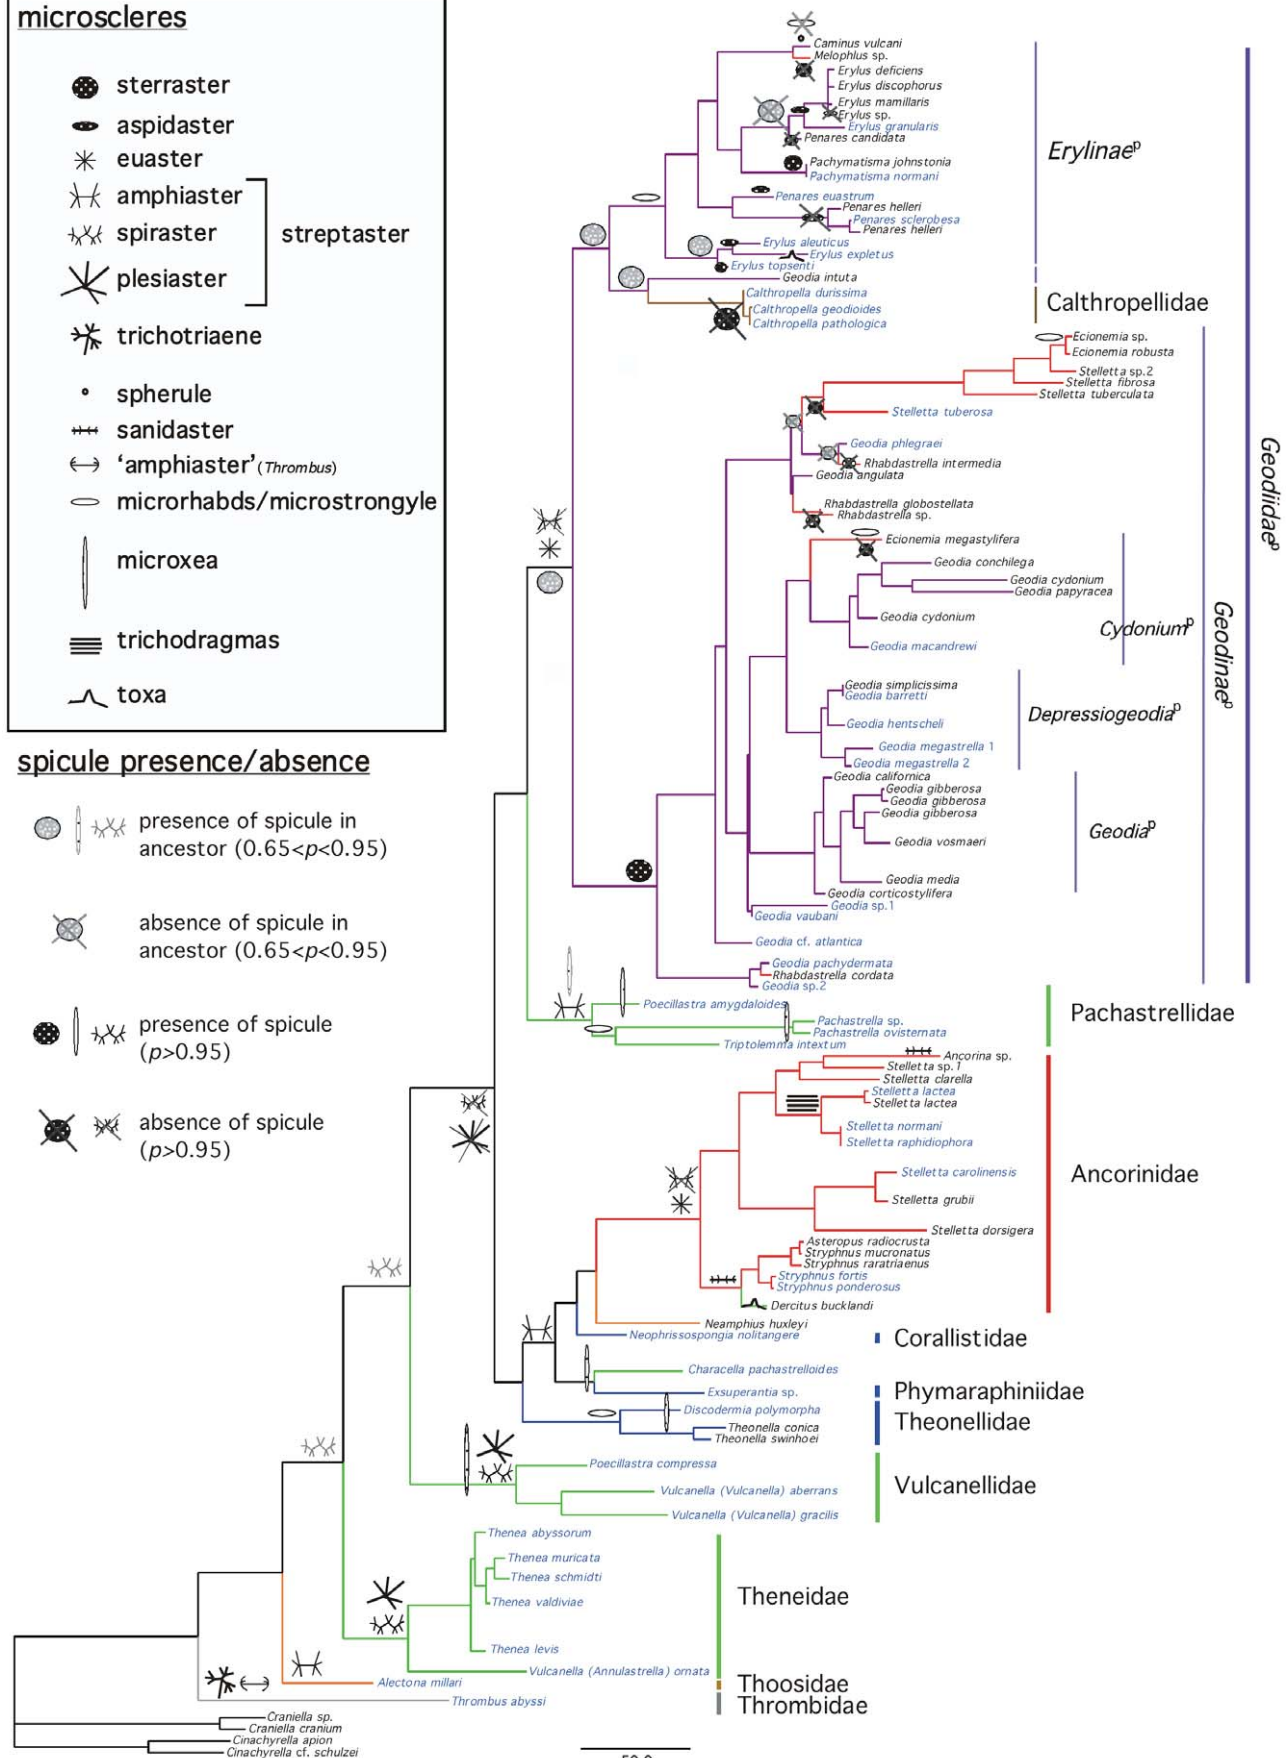 microscleres
sterraster
aspidaster
euaster
amphiaster
spiraster
streptaster
plesiaster
trichotriaene
spherule
sanidaster
‘amphiaster’ (Thrombus)
microrhabds/microstrongyle
microxea
trichodragmas
toxa
spicule presence/absence
presence of spicule in
ancestor (0.65<p<0.95)
absence of spicule in
ancestor (0.65<p<0.95)
presence of spicule
(p>0.95)
absence of spicule
(p>0.95)
Caminus vulcani
Melophlus sp.
Erylus deficiens
Erylus discophorus
Erylus mamillaris
Erylus sp.
Erylus granularis
Penares candidata
Pachymatisma johnstonia
Pachymatisma normani
Penares euastrum
Penares helleri
Penares sclerobesa
Penares helleri
Erylus aleuticus
Erylus expletus
Erylus topsenti
Geodia intuta
Calthropella durissima
Calthropella geodioides
Calthropella pathologica
Ecionemia sp.
Ecionemia robusta
Stelletta sp.2
Stelletta fibrosa
Stelletta tuberculata
Stelletta tuberosa
Geodia phlegraei
Rhabdastrella intermedia
Geodia angulata
Rhabdastrella globostellata
Rhabdastrella sp.
Ecionemia megastylifera
Geodia conchilega
Geodia cydonium
Geodia papyracea
Geodia cydonium
Geodia macandrewi
Geodia simplicissima
Geodia barretti
Geodia hentscheli
Geodia megastrella 1
Geodia megastrella 2
Geodia californica
Geodia gibberosa
Geodia gibberosa
Geodia gibberosa
Geodia vosmaeri
Geodia media
Geodia corticostylifera
Geodia sp.1
Geodia vaubani
Geodia cf. atlantica
Geodia pachydermata
Rhabdastrella cordata
Geodia sp.2
Poecillastra amygdaloides
Pachastrella sp.
Pachastrella ovisternata
Triptolemma intextum
Ancorina sp.
Stelletta sp.1
Stelletta clarella
Stelletta lactea
Stelletta lactea
Stelletta normani
Stelletta raphidiophora
Stelletta carolinensis
Stelletta grubii
Stelletta dorsigera
Asteropus radiocrusta
Stryphnus mucronatus
Stryphnus raratriaenus
Stryphnus fortis
Stryphnus ponderosus
Dercitus bucklandi
Neamphius huxleyi
Neophrissospongia nolitangere
Characella pachastrelloides
Exsuperantia sp.
Discodermia polymorpha
Theonella conica
Theonella swinhoei
Poecillastra compressa
Vulcanella (Vulcanella) aberrans
Vulcanella (Vulcanella) gracilis
Thenea abyssorum
Thenea muricata
Thenea schmidti
Thenea valdiviae
Thenea levis
Vulcanella (Annulastrella) ornata
Alectona millari
Thrombus abyssi
Craniella sp.
Craniella cranium
Cinachyrella apion
Cinachyrella cf. schulzei
Erylinaeᵖ
Calthropellidae
Geodiidaeᵖ
Geodinaeᵖ
Cydoniumᵖ
Depressiogeodiaᵖ
Geodiaᵖ
Pachastrellidae
Ancorinidae
Corallistidae
Phymaraphiniidae
Theonellidae
Vulcanellidae
Theneidae
Thoosidae
Thrombidae